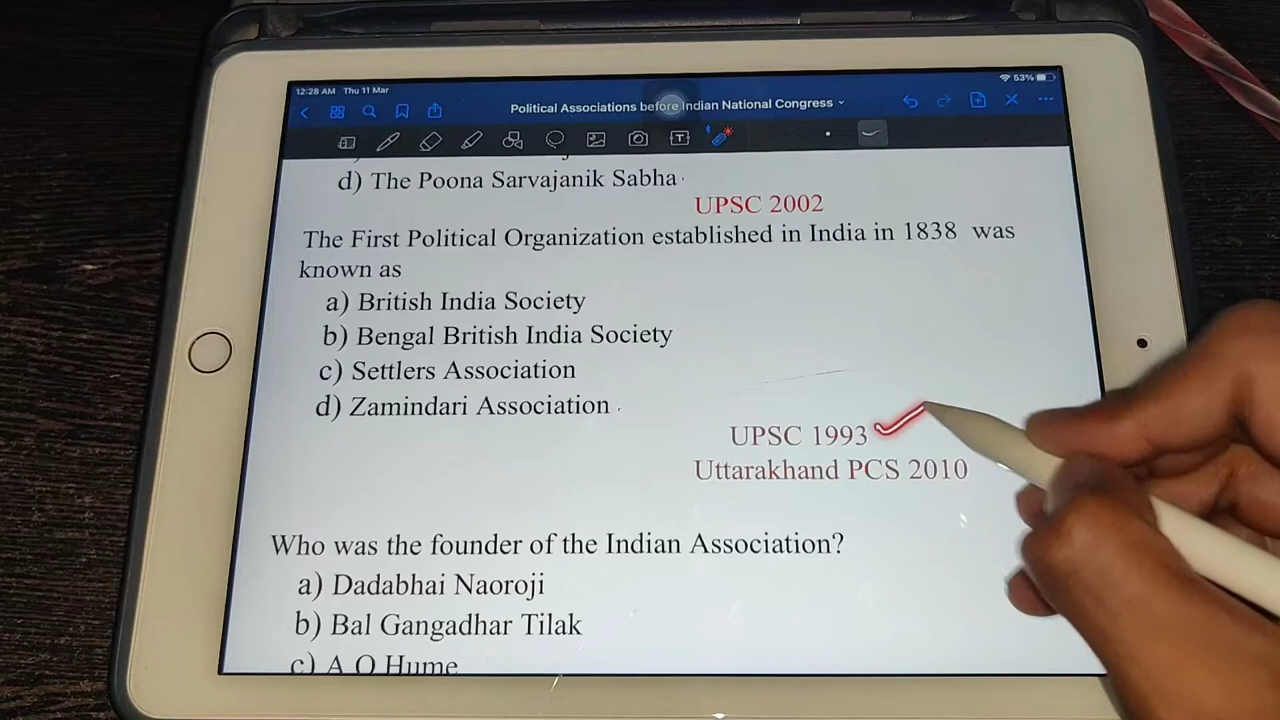 12:28 AM Thu 11 Mar
53%
Political Associations before Indian National Congress
T
d) The Poona Sarvajanik Sabha
UPSC 2002
The First Political Organization established in India in 1838 was
known as
a) British India Society
b) Bengal British India Society
c) Settlers Association
d) Zamindari Association
UPSC 1993
Uttarakhand PCS 2010
Who was the founder of the Indian Association?
a) Dadabhai Naoroji
b) Bal Gangadhar Tilak
c) A O Hume